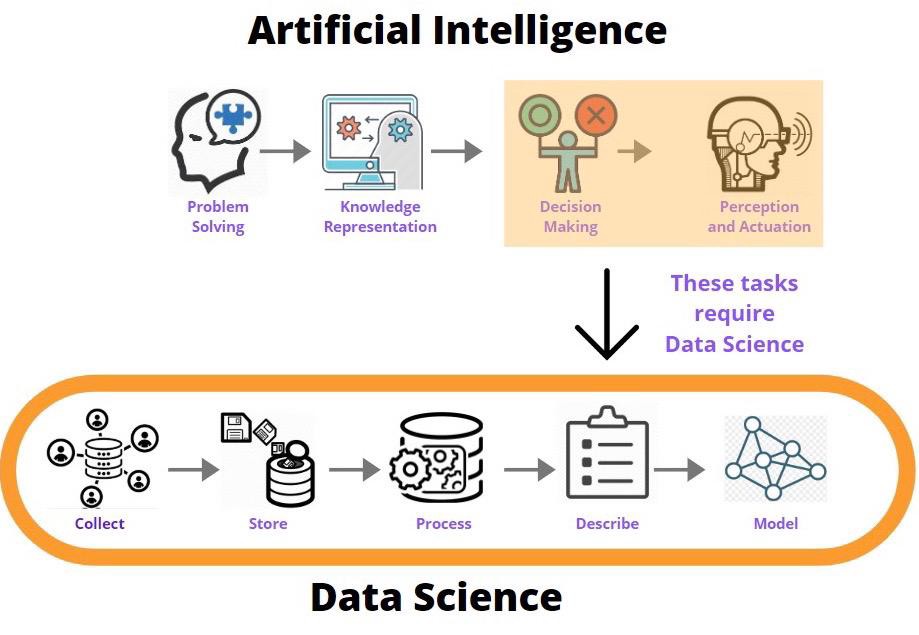 Artificial Intelligence
Problem
Solving
Knowledge
Representation
Decision
Making
Perception
and Actuation
These tasks
require
Data Science
Collect
Store
Process
Describe
Model
Data Science